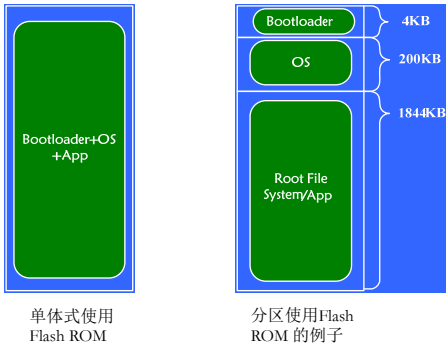 Bootloader+OS
+App
单体式使用
Flash ROM
Bootloader
4KB
OS
200KB
Root File
System/App
1844KB
分区使用Flash
ROM 的例子